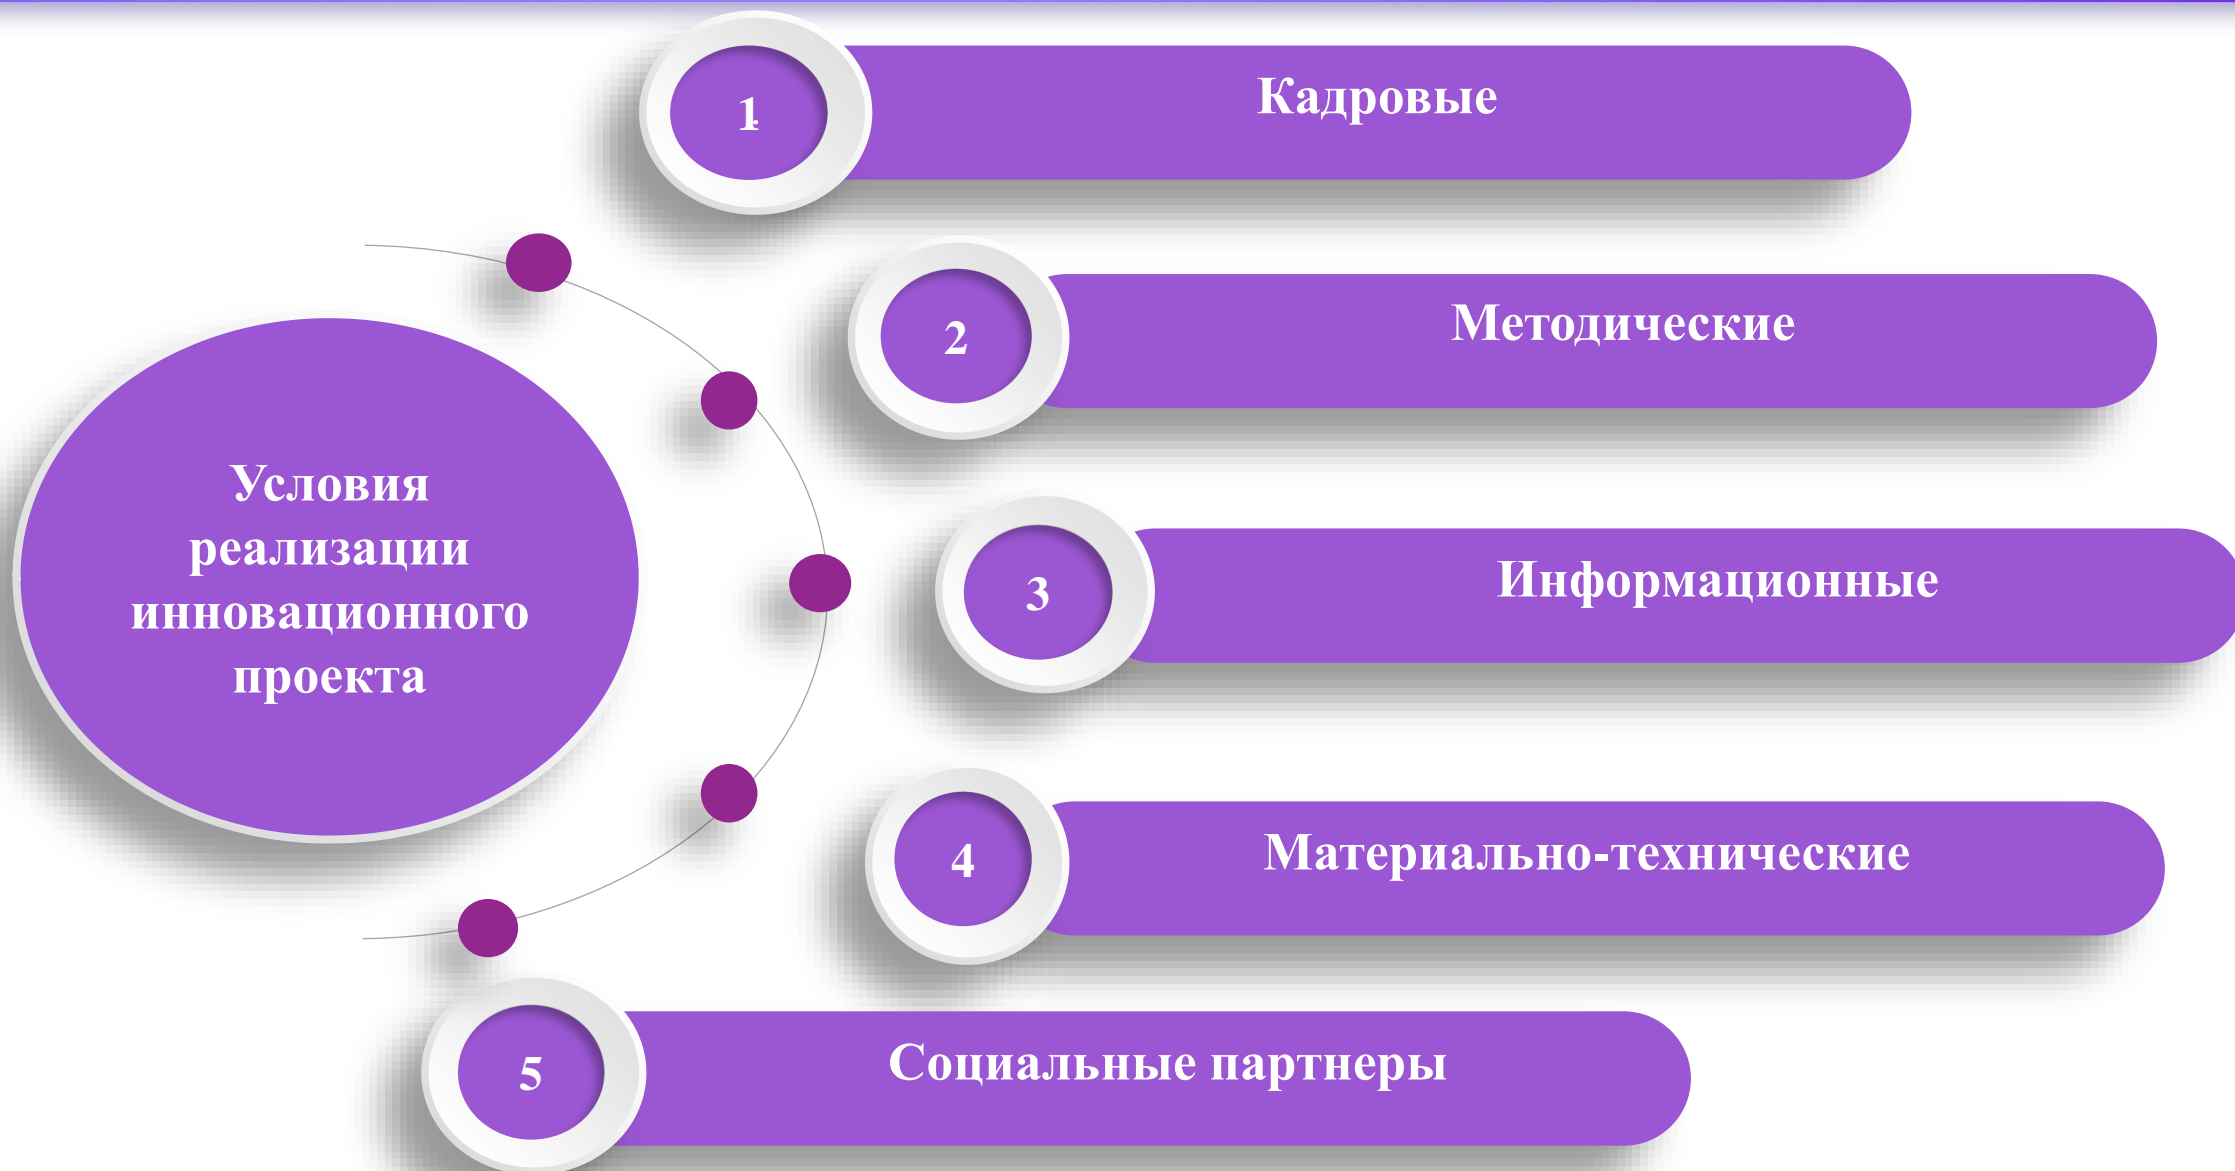 1
Кадровые
2
Методические
Условия
реализации
инновационного
проекта
3
Информационные
4
Материально-технические
5
Социальные партнеры